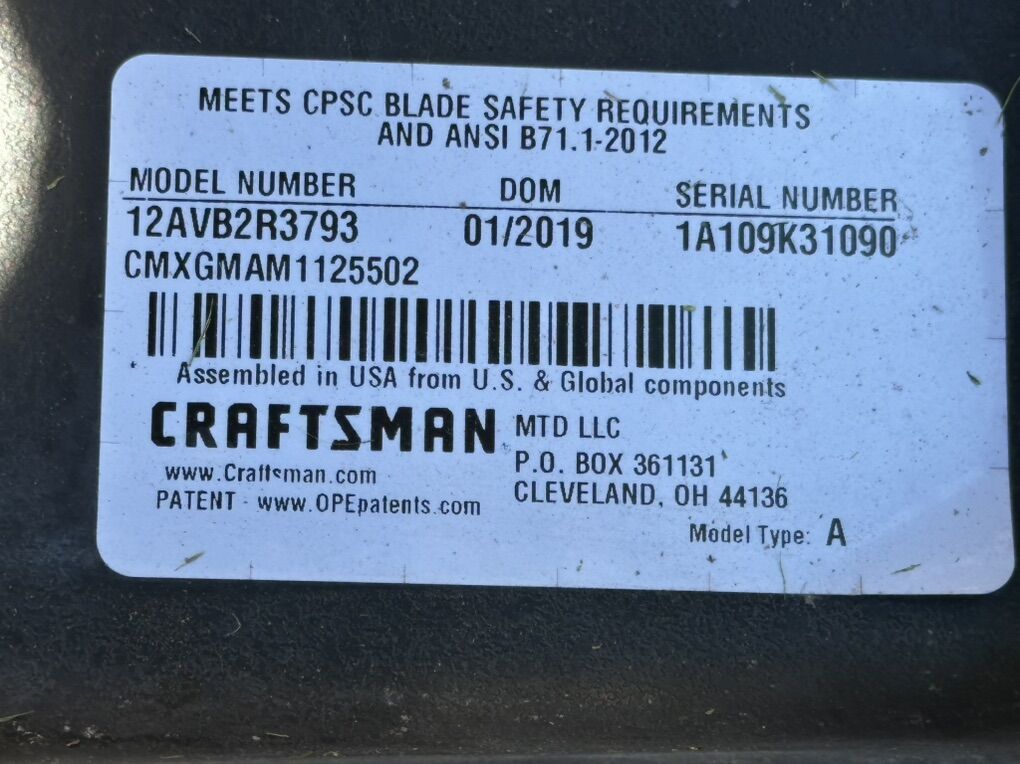 MEETS CPSC BLADE SAFETY REQUIREMENTS
AND ANSI B71.1-2012
MODEL NUMBER DOM SERIAL NUMBER
12AVB2R3793 01/2019 1A109K31090
CMXGMAM1125502
Assembled in USA from U.S. & Global components
CRAFTSMAN
www.Craftsman.com
PATENT - www.OPEpatents.com
MTD LLC
P.O. BOX 361131
CLEVELAND, OH 44136
Model Type: A